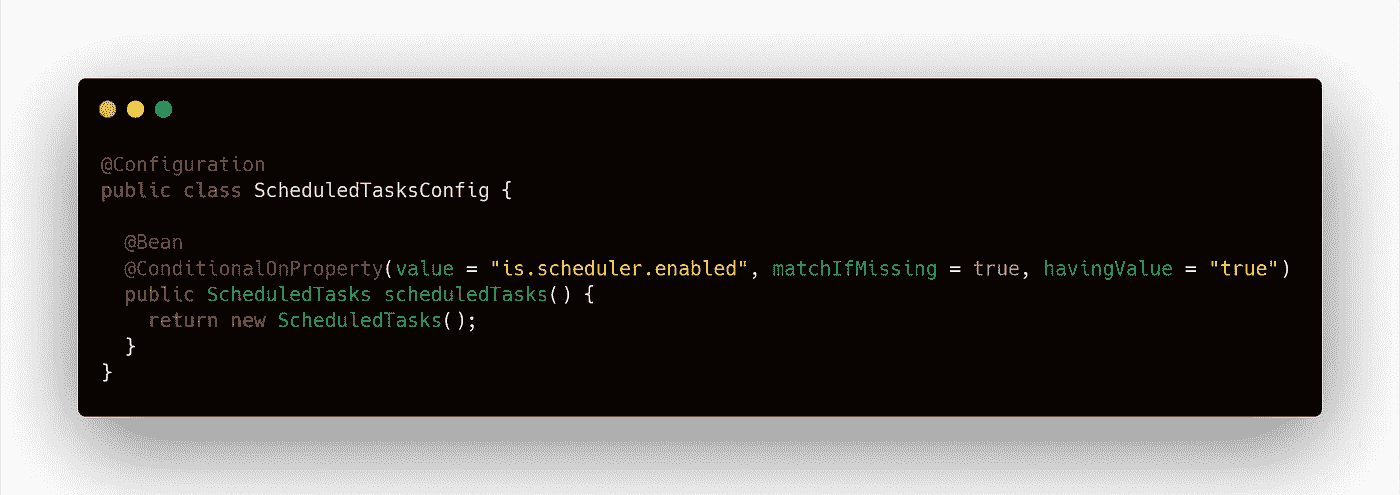 @Configuration
public class ScheduledTasksConfig {
@Bean
@ConditionalOnProperty(value = "is.scheduler.enabled", matchIfMissing = true, havingValue = "true")
public ScheduledTasks scheduledTasks() {
return new ScheduledTasks();
}
}